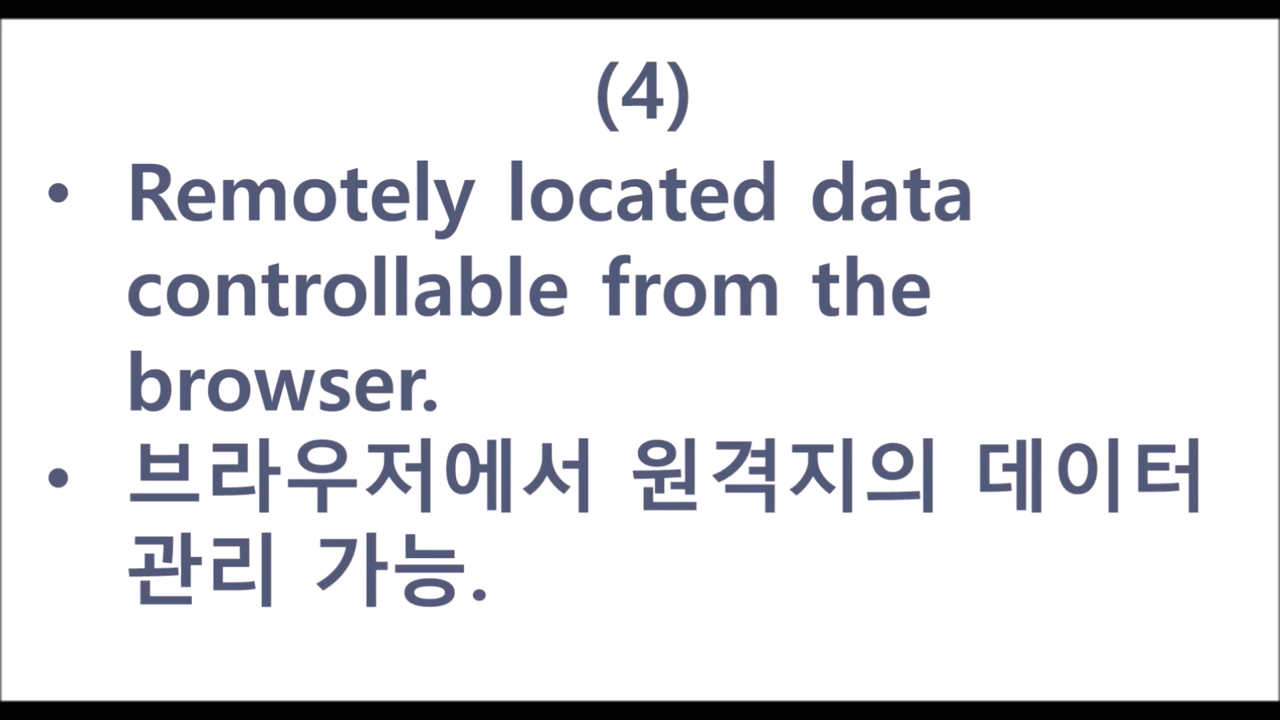 (4)
• Remotely located data
controllable from the
browser.
• 브라우저에서 원격지의 데이터
관리 가능.